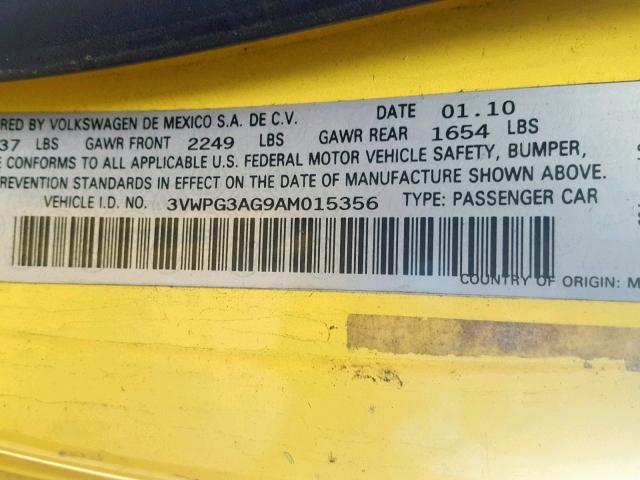 RED BY VOLKSWAGEN DE MEXICO S.A. DE C.V. DATE 01.10
37 LBS GAWR FRONT 2249 LBS GAWR REAR 1654 LBS
E CONFORMS TO ALL APPLICABLE U.S. FEDERAL MOTOR VEHICLE SAFETY, BUMPER,
PREVENTION STANDARDS IN EFFECT ON THE DATE OF MANUFACTURE SHOWN ABOVE.
VEHICLE I.D. NO. 3VWPG3AG9AM015356 TYPE: PASSENGER CAR
COUNTRY OF ORIGIN: M